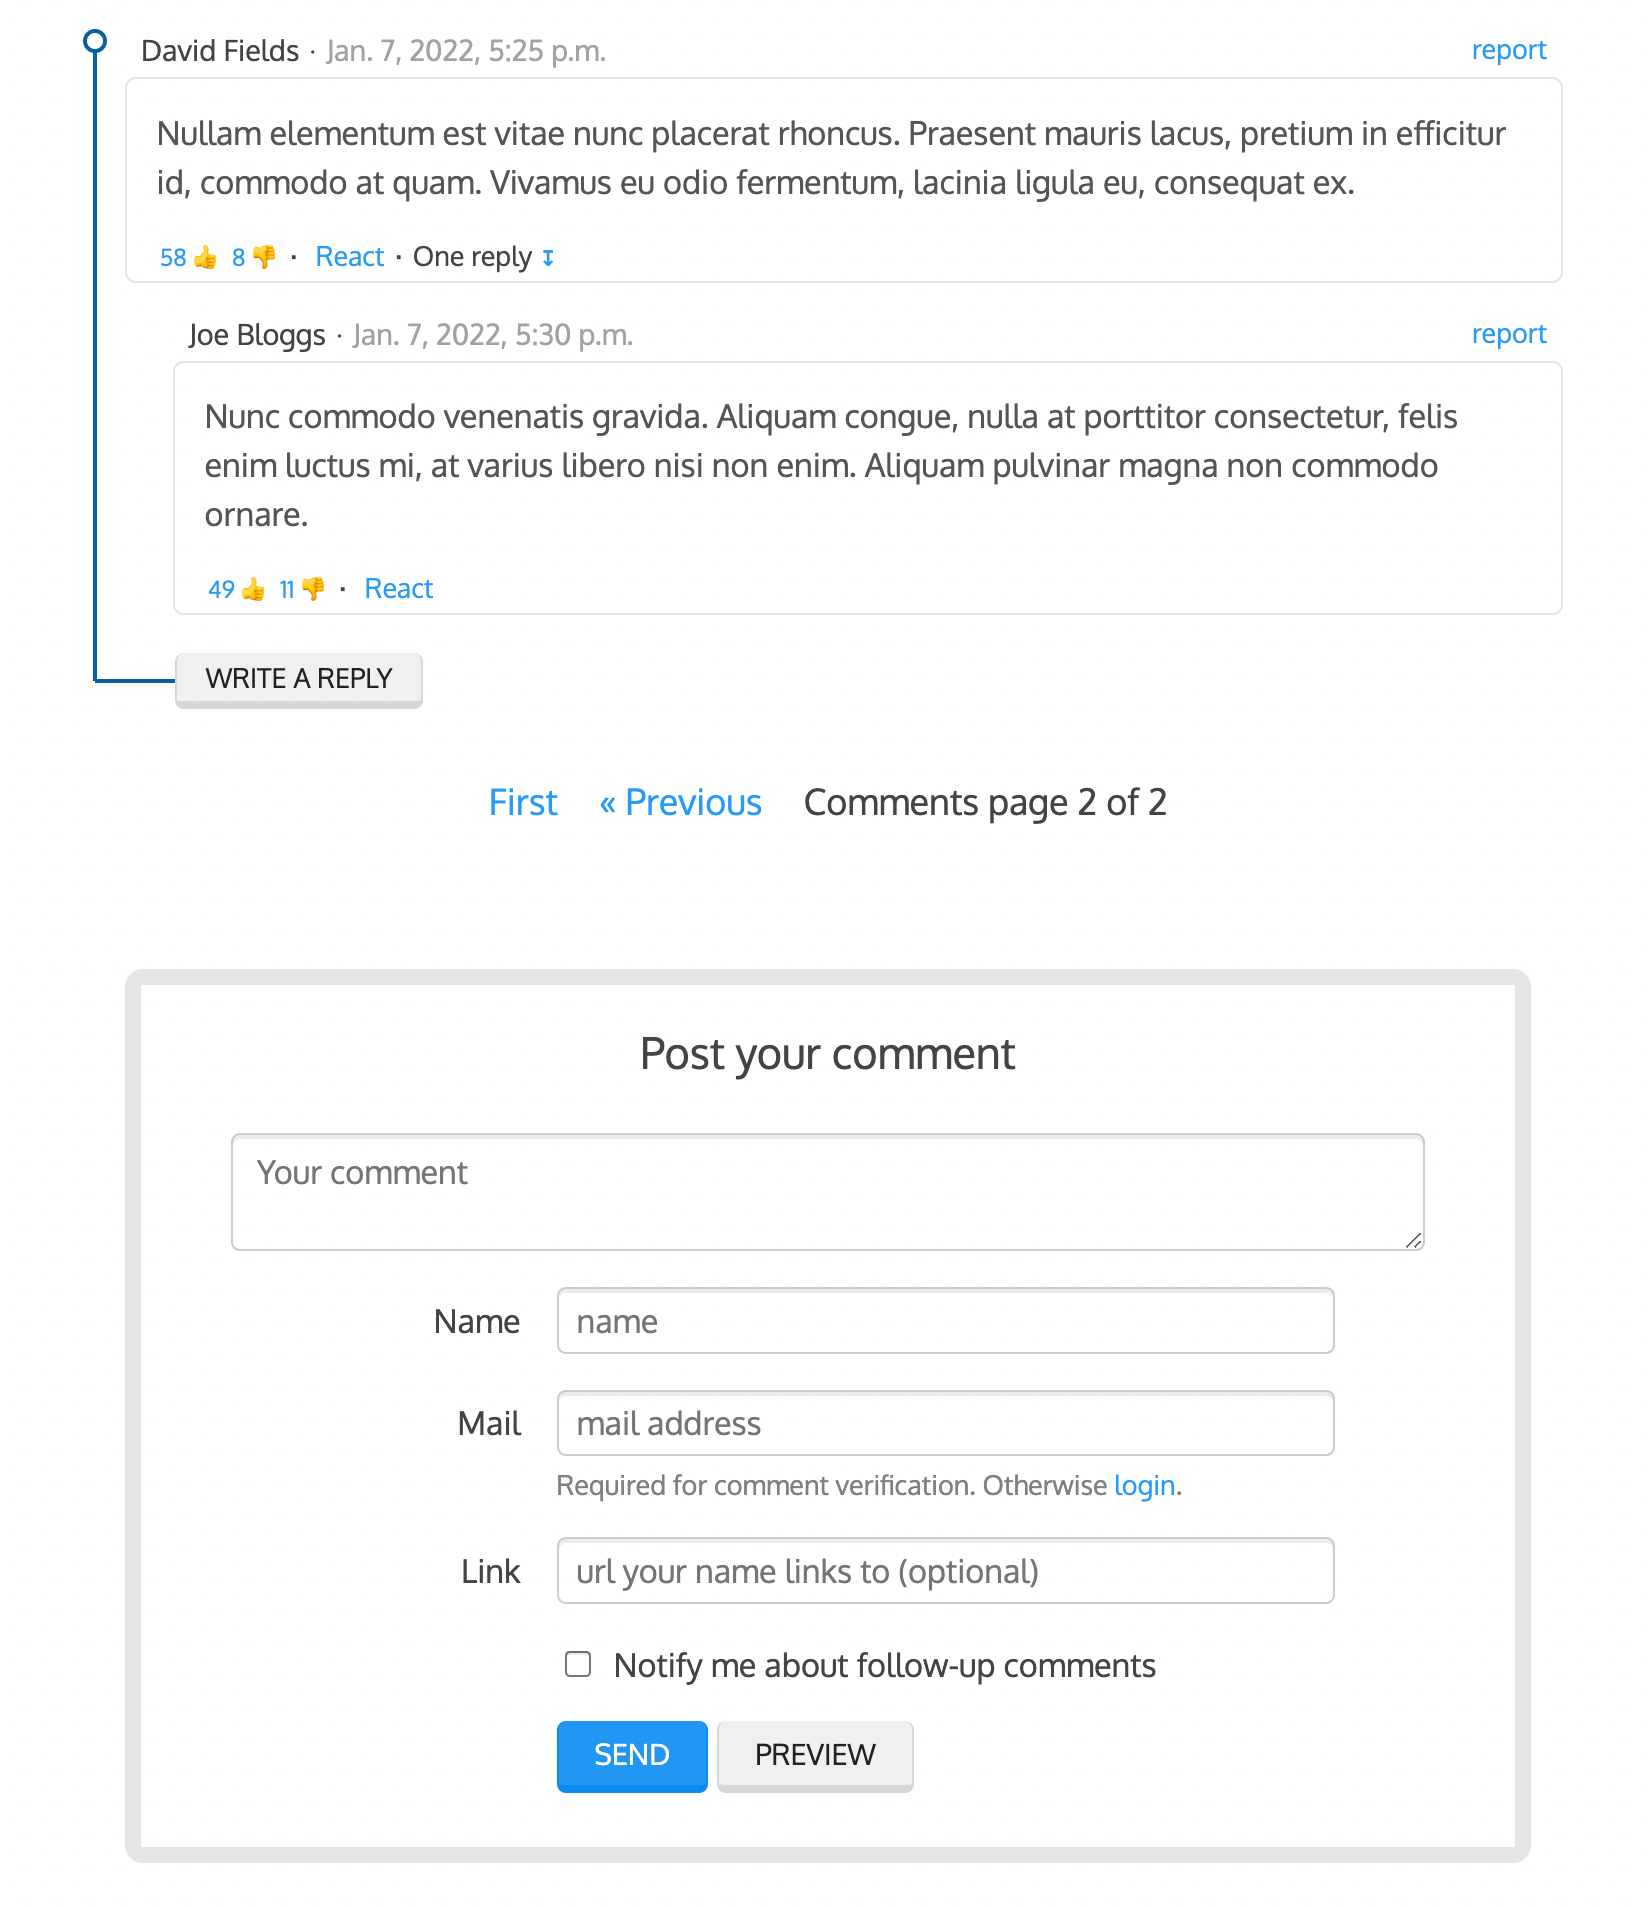 David Fields · Jan. 7, 2022, 5:25 p.m. report
Nullam elementum est vitae nunc placerat rhoncus. Praesent mauris lacus, pretium in efficitur
id, commodo at quam. Vivamus eu odio fermentum, lacinia ligula eu, consequat ex.
58 👍 8 👎 · React · One reply ↧
Joe Bloggs · Jan. 7, 2022, 5:30 p.m. report
Nunc commodo venenatis gravida. Aliquam congue, nulla at porttitor consectetur, felis
enim luctus mi, at varius libero nisi non enim. Aliquam pulvinar magna non commodo
ornare.
49 👍 11 👎 · React
WRITE A REPLY
First « Previous Comments page 2 of 2
Post your comment
Your comment
Name name
Mail mail address
Required for comment verification. Otherwise login.
Link url your name links to (optional)
Notify me about follow-up comments
SEND PREVIEW